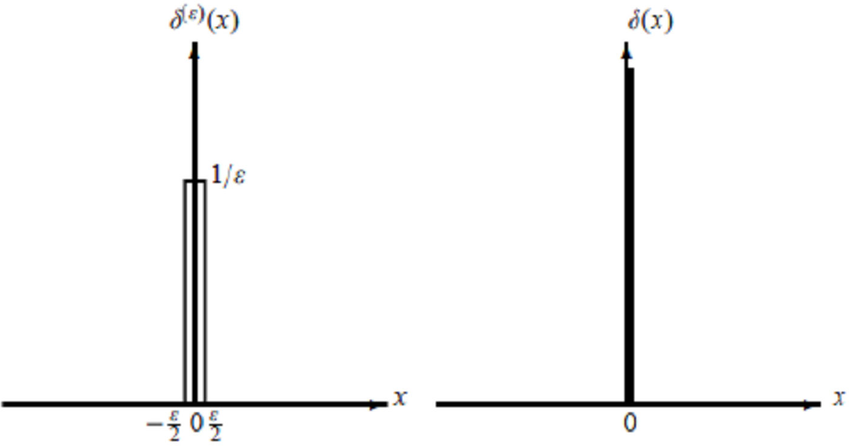 δ⁽ᵋ⁾(x)
δ(x)
1/ε
x
x
−ε/2 0 ε/2
0